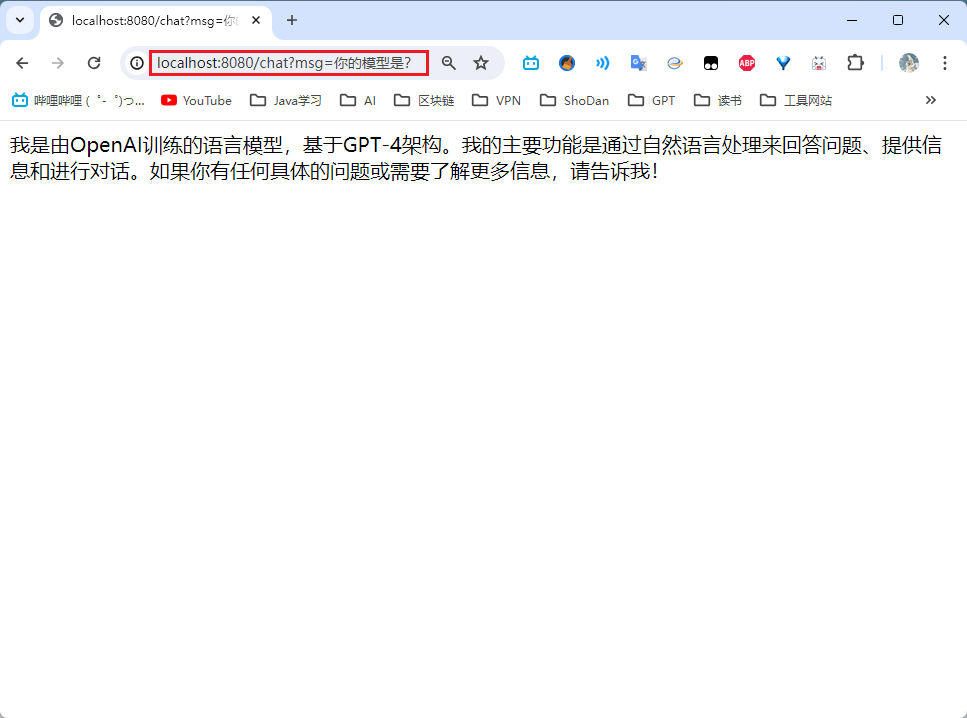 localhost:8080/chat?msg=你
localhost:8080/chat?msg=你的模型是?
ABP
哔哩哔哩 (゜-゜)つ... YouTube Java学习 AI 区块链 VPN ShoDan GPT 读书 工具网站
我是由OpenAI训练的语言模型，基于GPT-4架构。我的主要功能是通过自然语言处理来回答问题、提供信
息和进行对话。如果你有任何具体的问题或需要了解更多信息，请告诉我！